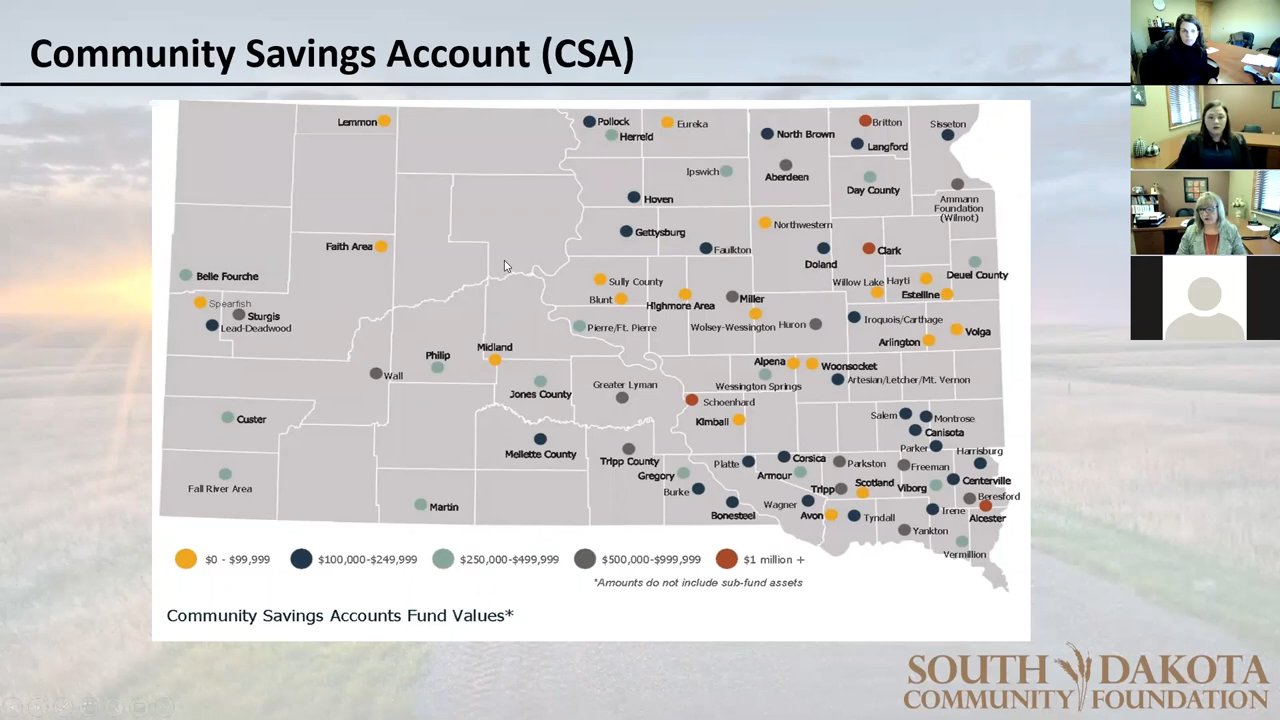 Community Savings Account (CSA)
Lemmon
Pollock
Herreid
Eureka
North Brown
Britton
Langford
Sisseton
Ipswich
Aberdeen
Day County
Ammann
Foundation
(Wilmot)
Hoven
Gettysburg
Northwestern
Faith Area
Faulkton
Doland
Clark
Belle Fourche
Sully County
Willow Lake
Hayti
Deuel County
Blunt
Highmore Area
Miller
Estelline
Spearfish
Sturgis
Lead-Deadwood
Pierre/Ft. Pierre
Wolsey-Wessington
Huron
Iroquois/Carthage
Volga
Arlington
Midland
Philip
Wall
Alpena
Woonsocket
Wessington Springs
Artesian/Letcher/Mt. Vernon
Jones County
Greater Lyman
Schoenhard
Kimball
Salem
Montrose
Canistota
Custer
Mellette County
Tripp County
Parker
Harrisburg
Platte
Corsica
Parkston
Freeman
Gregory
Armour
Scotland
Viborg
Centerville
Fall River Area
Burke
Tripp
Beresford
Martin
Bonesteel
Wagner
Avon
Tyndall
Irene
Alcester
Yankton
Vermillion
$0 - $99,999
$100,000-$249,999
$250,000-$499,999
$500,000-$999,999
$1 million +
*Amounts do not include sub-fund assets
Community Savings Accounts Fund Values*
SOUTH DAKOTA
COMMUNITY FOUNDATION